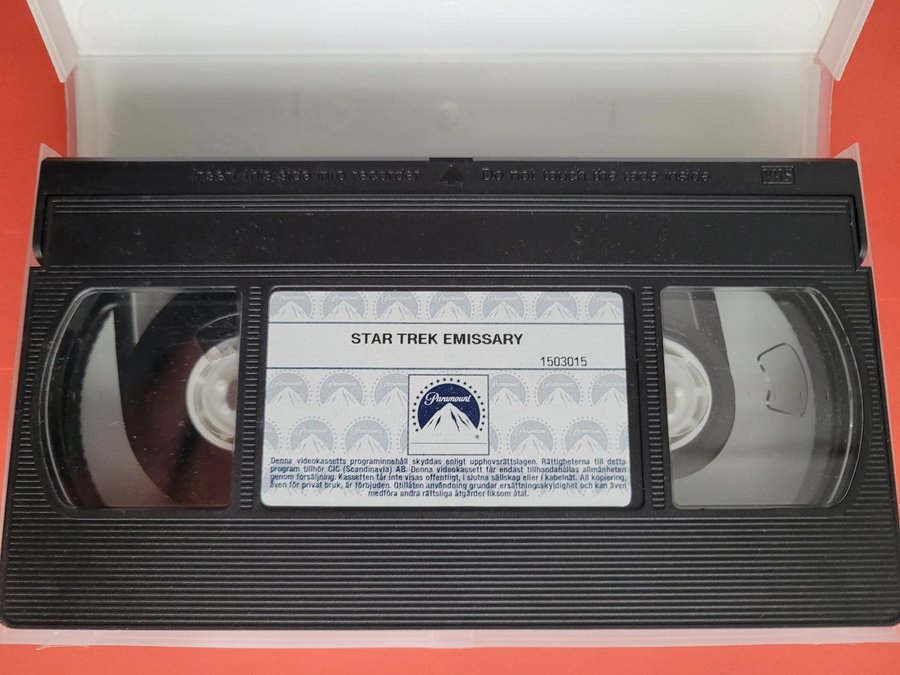 Insert this side into recorder Do not touch the tape inside VHS
STAR TREK EMISSARY
1503015
Paramount
Denna videokassetts programinnehåll skyddas enligt upphovsrättslagen. Rättigheterna till detta
program tillhör CIC (Scandinavia) AB. Denna videokassett får endast tillhandahållas allmänheten
genom försäljning. Kassetten får inte visas offentligt, i slutna sällskap eller i kabelnät. All kopiering,
även för privat bruk, är förbjuden. Otillåten användning grundar ersättningsskyldighet och kan även
medföra andra rättsliga åtgärder liksom åtal.